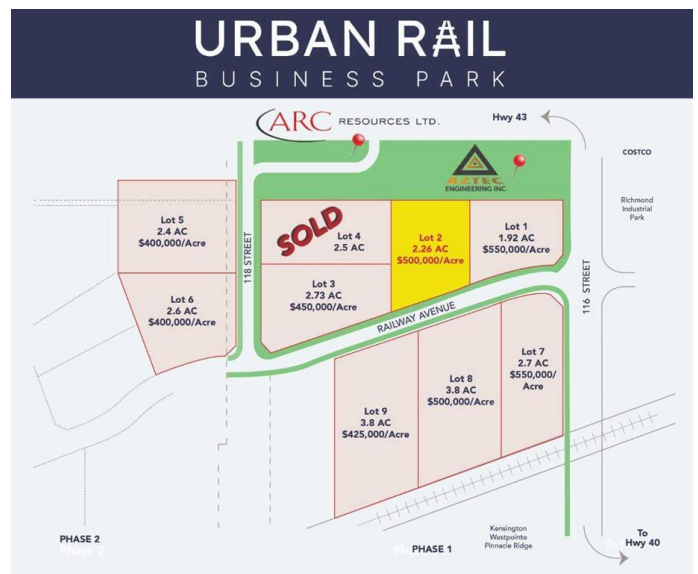 URBAN RAIL
BUSINESS PARK
ARC RESOURCES LTD.
Hwy 43
COSTCO
AZTEC
ENGINEERING INC.
Richmond
Industrial
Park
Lot 5
2.4 AC
$400,000/Acre
118 STREET
SOLD
Lot 4
2.5 AC
Lot 2
2.26 AC
$500,000/Acre
Lot 1
1.92 AC
$550,000/Acre
Lot 3
2.73 AC
$450,000/Acre
116 STREET
Lot 6
2.6 AC
$400,000/Acre
RAILWAY AVENUE
Lot 7
2.7 AC
$550,000/
Acre
Lot 8
3.8 AC
$500,000/Acre
Lot 9
3.8 AC
$425,000/Acre
PHASE 2
Phase 2
PHASE 1
Kensington
Westpointe
Pinnacle Ridge
To
Hwy 40